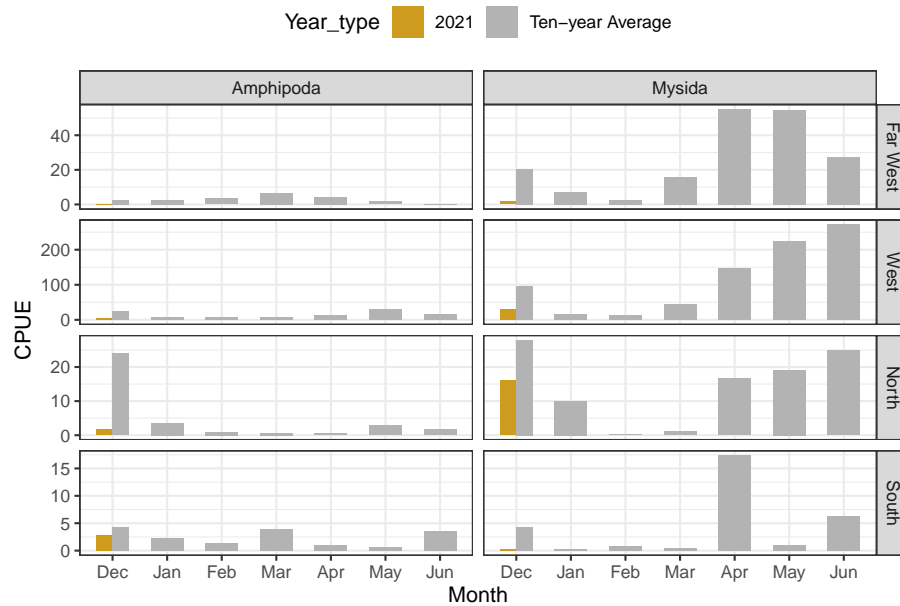 Year_type 2021 Ten−year Average
Amphipoda Mysida
CPUE
0 20 40
Far West
0 100 200
West
0 10 20
North
0 5 10 15
South
Dec Jan Feb Mar Apr May Jun Dec Jan Feb Mar Apr May Jun
Month